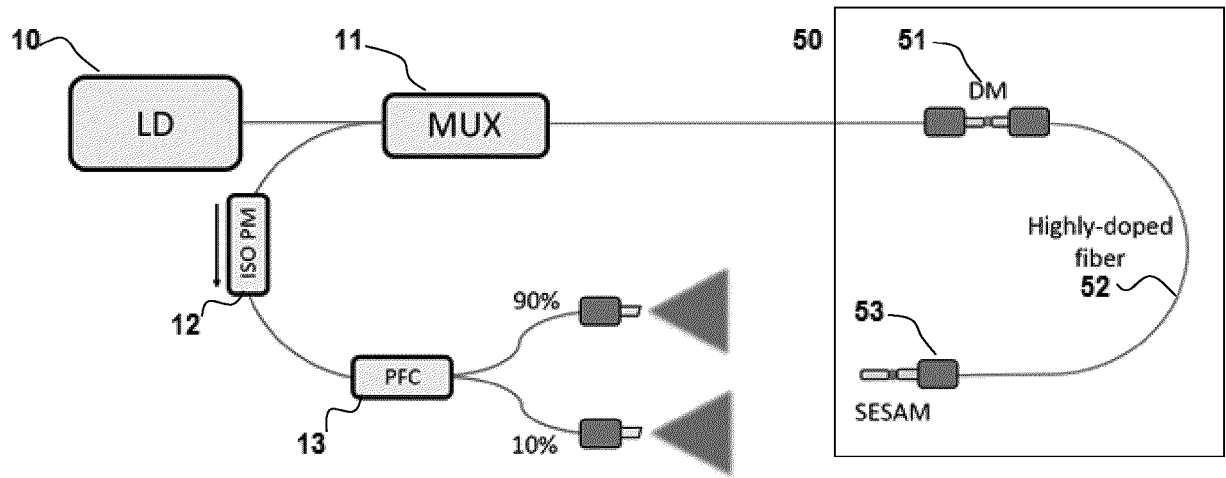 10
11
50
51
LD
MUX
DM
ISO PM
12
Highly-doped
fiber
52
90%
53
PFC
SESAM
13
10%